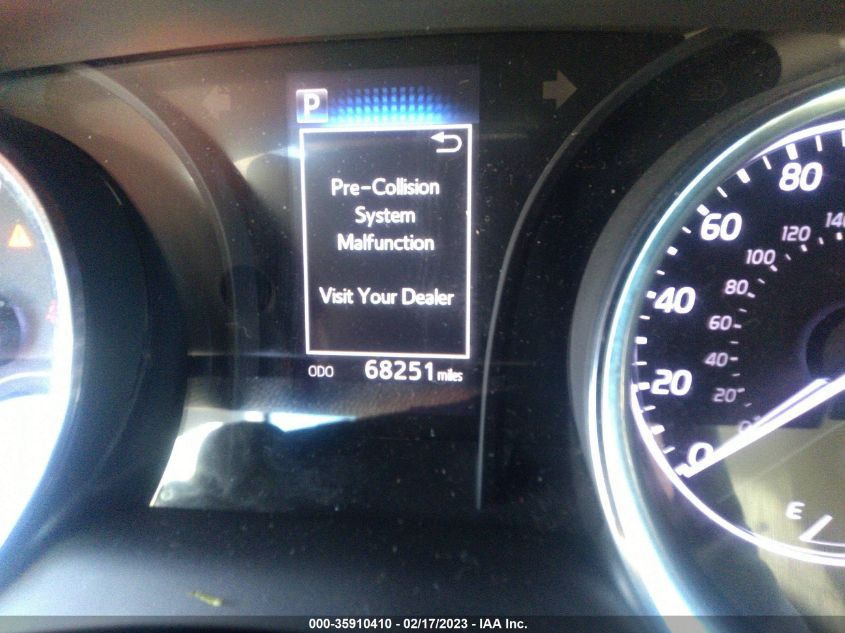 P
Pre-Collision
System
Malfunction
Visit Your Dealer
ODO 68251 miles
80
60
40
20
0
140
120
100
80
60
40
20
0
E
000-35910410 - 02/17/2023 - IAA Inc.